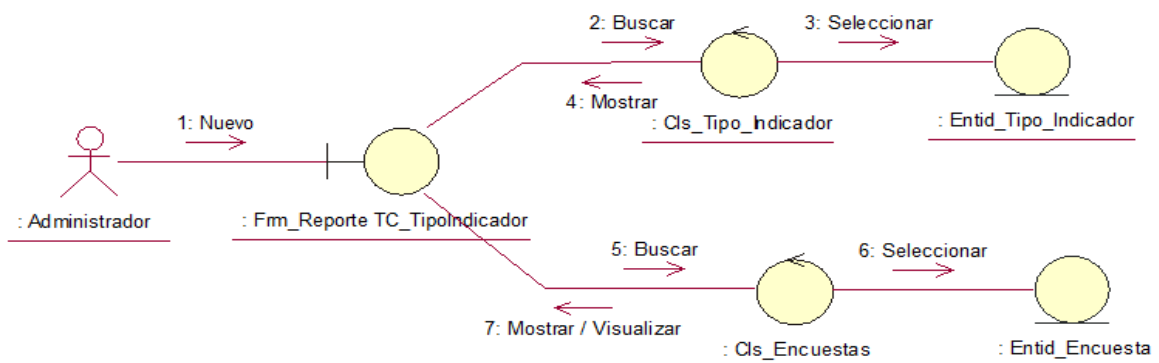 2: Buscar
3: Seleccionar
4: Mostrar
: Cls_Tipo_Indicador
: Entid_Tipo_Indicador
1: Nuevo
: Administrador
: Frm_Reporte TC_TipoIndicador
5: Buscar
6: Seleccionar
7: Mostrar / Visualizar
: Cls_Encuestas
: Entid_Encuesta